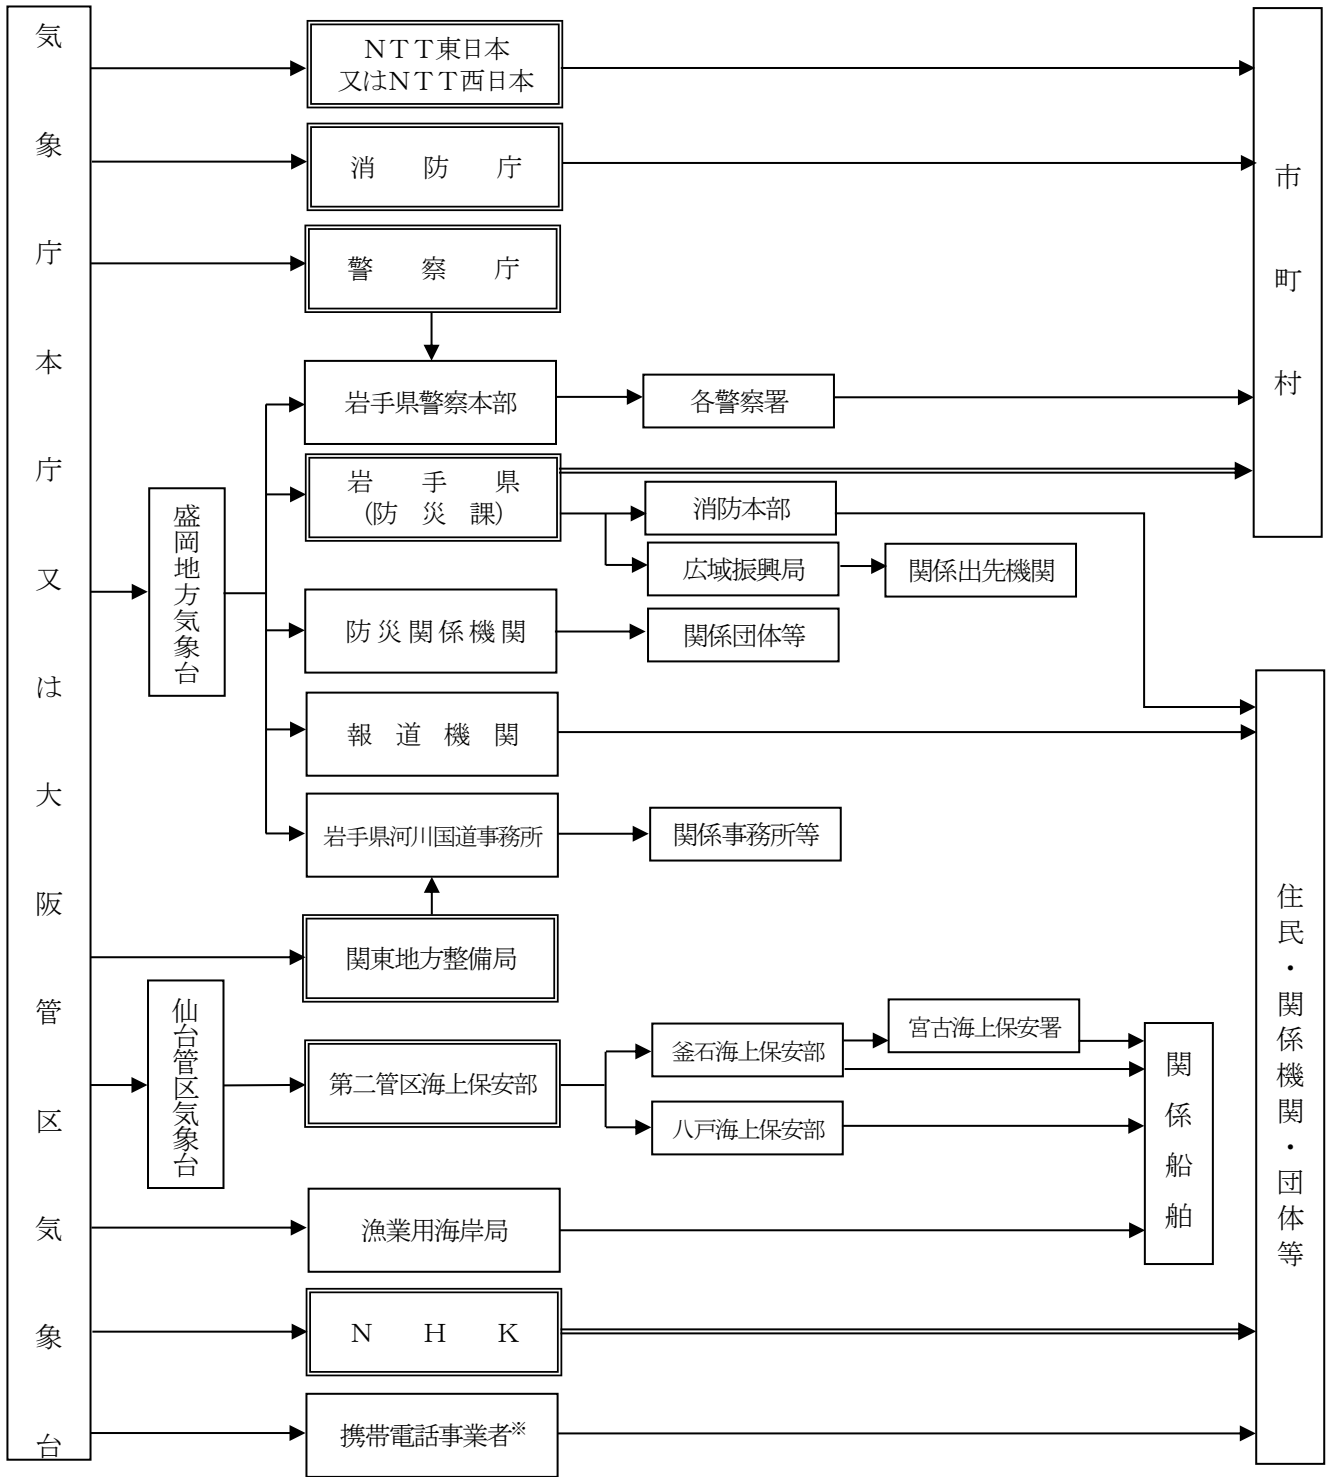 気象庁本庁又は大阪管区気象台
NTT東日本
又はNTT西日本
消防庁
警察庁
市町村
岩手県警察本部
各警察署
盛岡地方気象台
岩手県
(防災課)
消防本部
広域振興局
関係出先機関
防災関係機関
関係団体等
報道機関
岩手県河川国道事務所
関係事務所等
関東地方整備局
住民・関係機関・団体等
仙台管区気象台
第二管区海上保安部
釜石海上保安部
宮古海上保安署
八戸海上保安部
関係船舶
漁業用海岸局
NHK
携帯電話事業者※